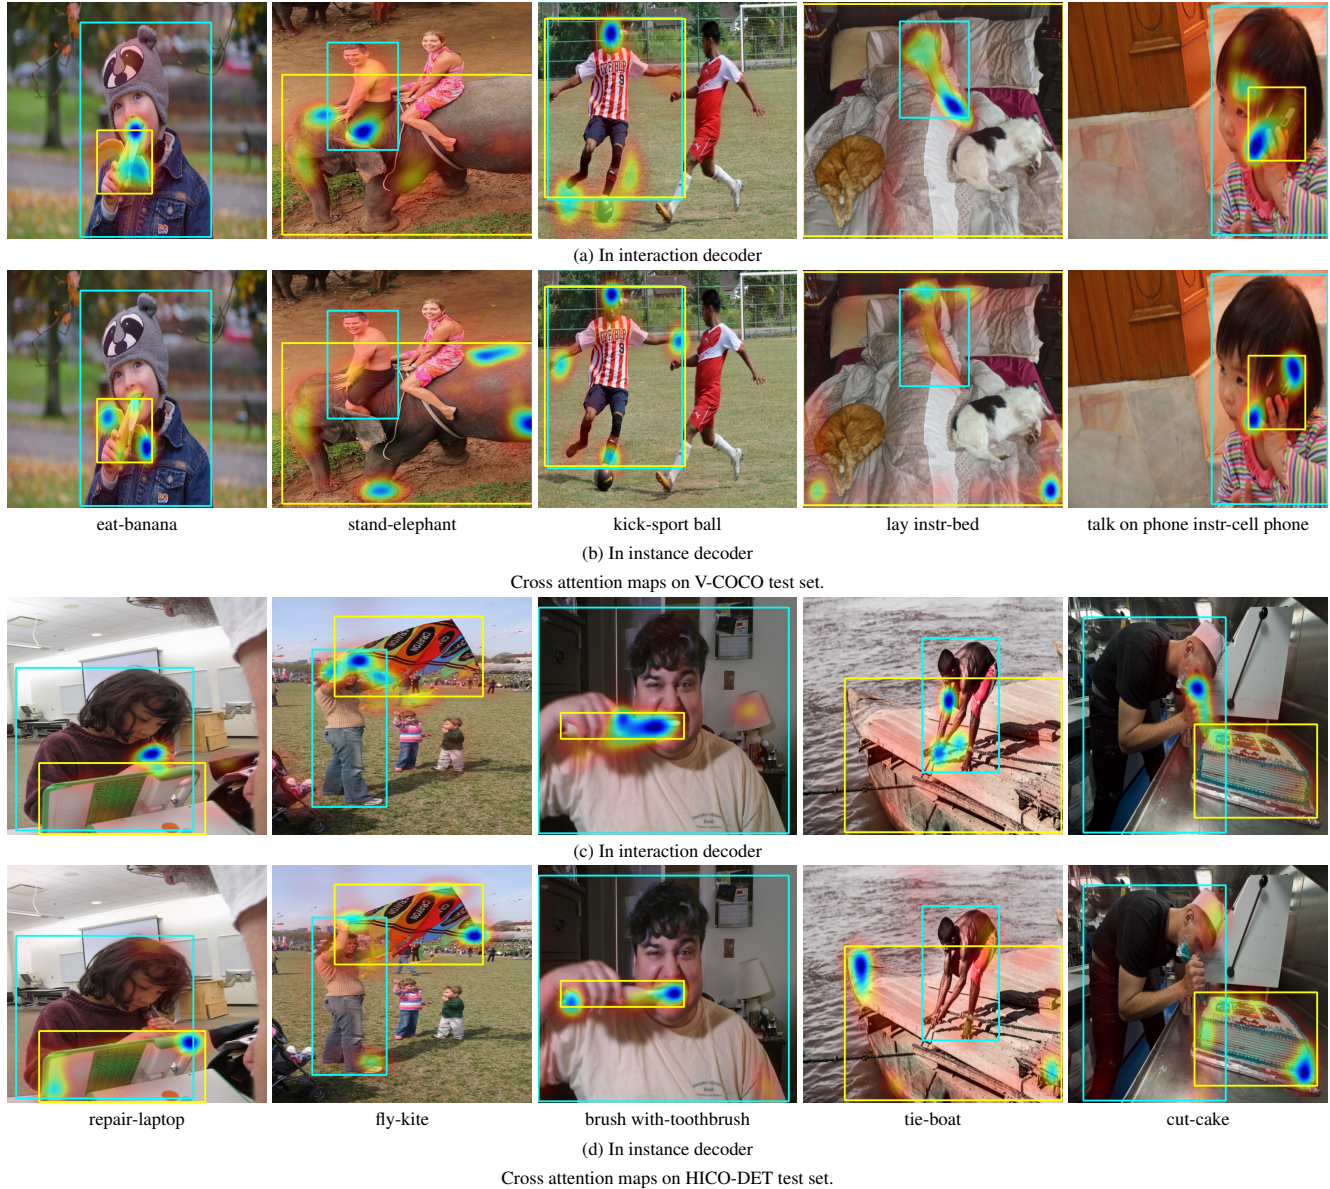 (a) In interaction decoder
eat-banana
stand-elephant
kick-sport ball
lay instr-bed
talk on phone instr-cell phone
(b) In instance decoder
Cross attention maps on V-COCO test set.
CRAYON
(c) In interaction decoder
CRAYON
repair-laptop
fly-kite
brush with-toothbrush
tie-boat
cut-cake
(d) In instance decoder
Cross attention maps on HICO-DET test set.